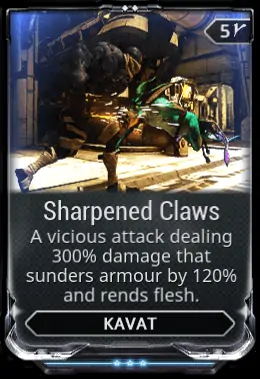 5
Sharpened Claws
A vicious attack dealing
300% damage that
sunders armour by 120%
and rends flesh.
KAVAT